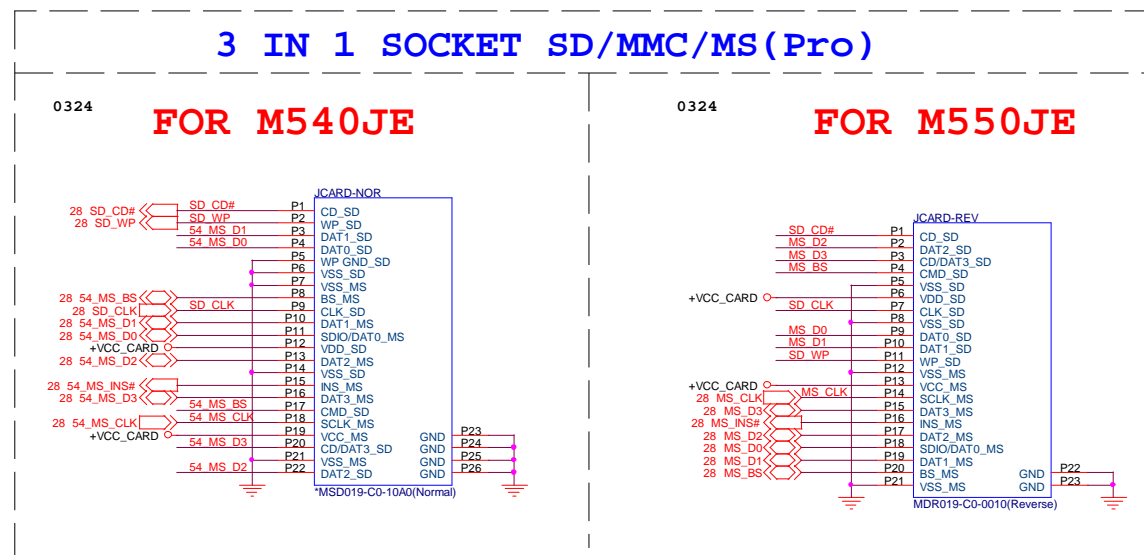 3 IN 1 SOCKET SD/MMC/MS(Pro)
0324
FOR M540JE
JCARD-NOR
28 SD_CD# SD_CD# P1 CD_SD
28 SD_WP SD_WP P2 WP_SD
54_MS_D1 P3 DAT1_SD
54_MS_D0 P4 DAT0_SD
P5 WP GND_SD
P6 VSS_SD
P7 VSS_MS
28 54_MS_BS P8 BS_MS
28 SD_CLK SD_CLK P9 CLK_SD
28 54_MS_D1 P10 DAT1_MS
28 54_MS_D0 P11 SDIO/DAT0_MS
+VCC_CARD P12 VDD_SD
28 54_MS_D2 P13 DAT2_MS
P14 VSS_SD
28 54_MS_INS# P15 INS_MS
28 54_MS_D3 P16 DAT3_MS
54_MS_BS P17 CMD_SD
28 54_MS_CLK 54_MS_CLK P18 SCLK_MS
+VCC_CARD P19 VCC_MS GND P23
54_MS_D3 P20 CD/DAT3_SD GND P24
P21 VSS_MS GND P25
54_MS_D2 P22 DAT2_SD GND P26
*MSD019-C0-10A0(Normal)
0324
FOR M550JE
JCARD-REV
SD_CD# P1 CD_SD
MS_D2 P2 DAT2_SD
MS_D3 P3 CD/DAT3_SD
MS_BS P4 CMD_SD
P5 VSS_SD
+VCC_CARD P6 VDD_SD
SD_CLK P7 CLK_SD
P8 VSS_SD
MS_D0 P9 DAT0_SD
MS_D1 P10 DAT1_SD
SD_WP P11 WP_SD
P12 VSS_MS
+VCC_CARD P13 VCC_MS
28 MS_CLK MS_CLK P14 SCLK_MS
28 MS_D3 P15 DAT3_MS
28 MS_INS# P16 INS_MS
28 MS_D2 P17 DAT2_MS
28 MS_D0 P18 SDIO/DAT0_MS
28 MS_D1 P19 DAT1_MS
28 MS_BS P20 BS_MS GND P22
P21 VSS_MS GND P23
MDR019-C0-0010(Reverse)